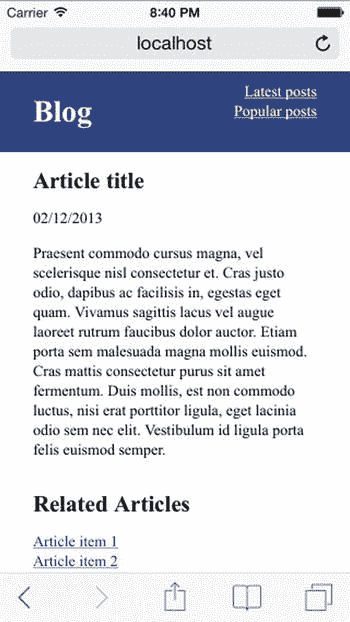 Carrier 8:40 PM
localhost
Blog
Latest posts
Popular posts
Article title
02/12/2013
Praesent commodo cursus magna, vel
scelerisque nisl consectetur et. Cras justo
odio, dapibus ac facilisis in, egestas eget
quam. Vivamus sagittis lacus vel augue
laoreet rutrum faucibus dolor auctor. Etiam
porta sem malesuada magna mollis euismod.
Cras mattis consectetur purus sit amet
fermentum. Duis mollis, est non commodo
luctus, nisi erat porttitor ligula, eget lacinia
odio sem nec elit. Vestibulum id ligula porta
felis euismod semper.
Related Articles
Article item 1
Article item 2